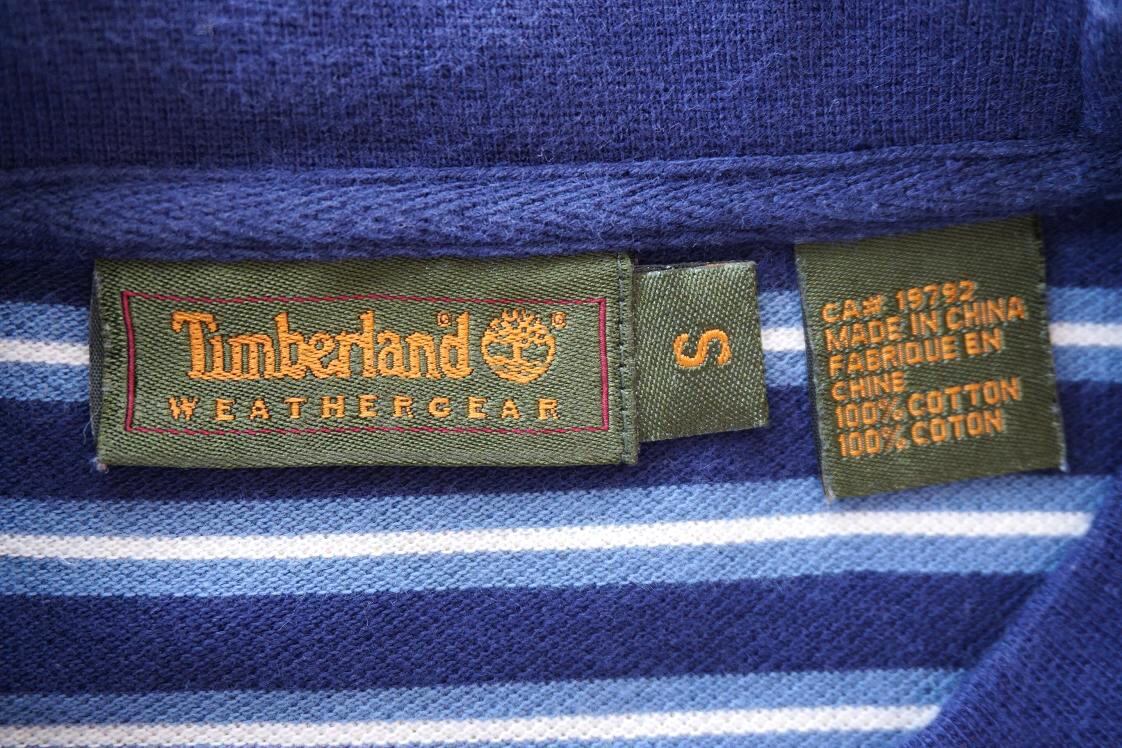 Timberland©®
WEATHERGEAR
S
CA# 19792
MADE IN CHINA
FABRIQUE EN
CHINE
100% COTTON
100% COTON